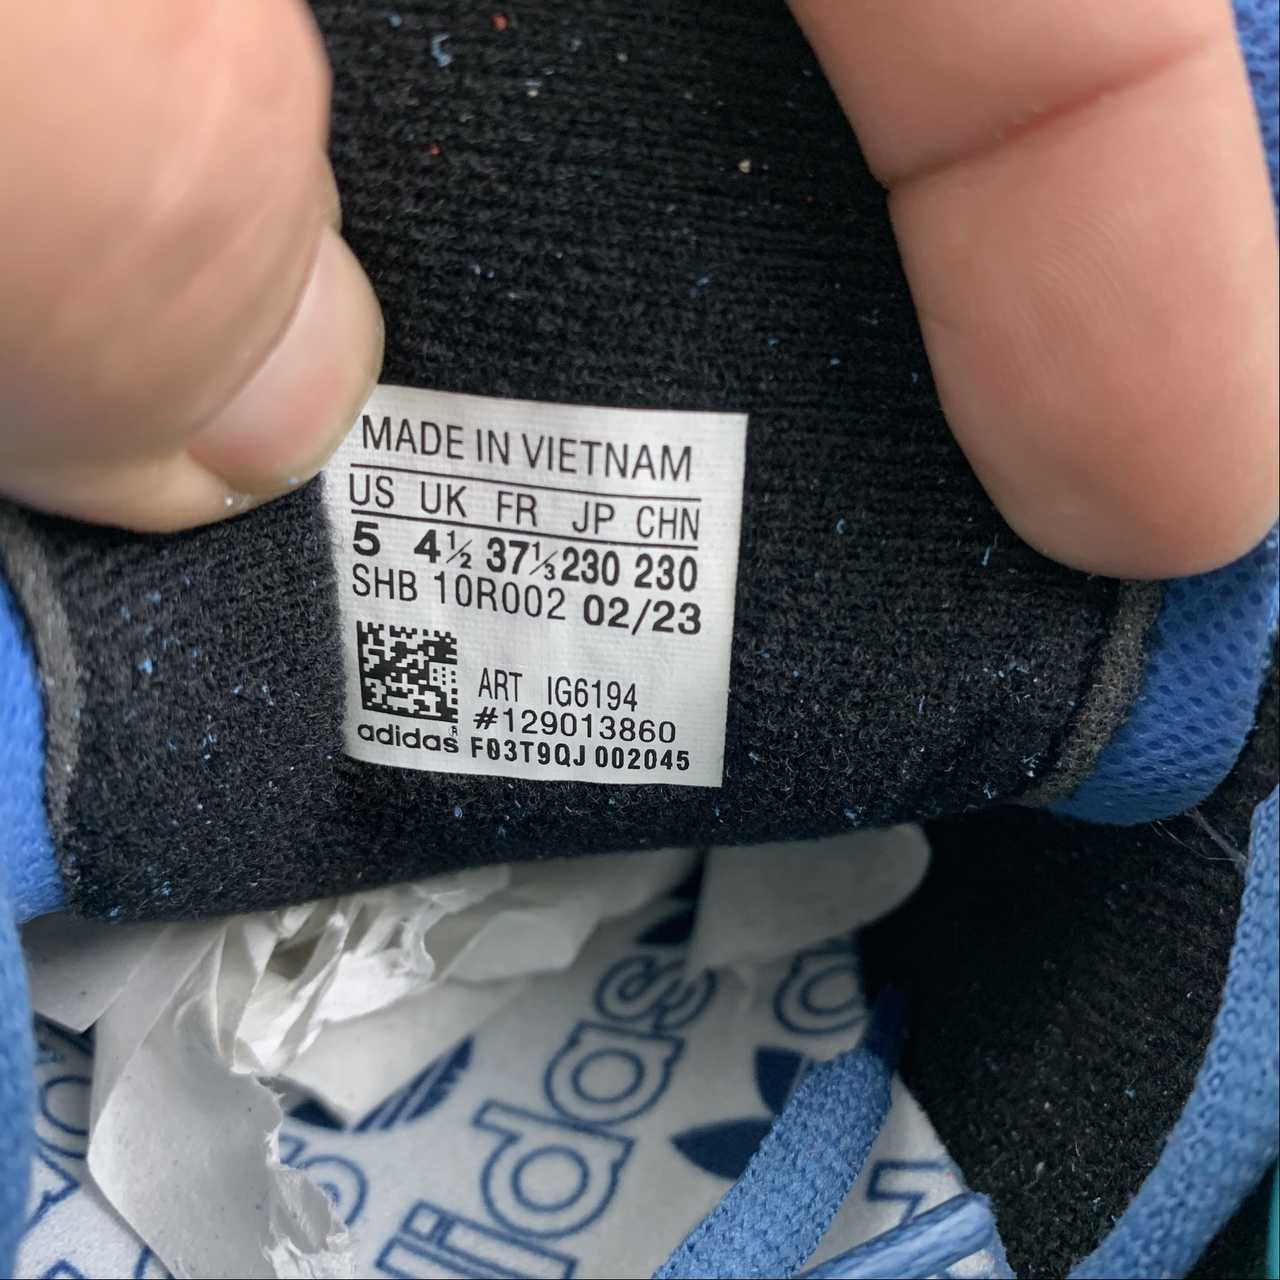 MADE IN VIETNAM
US UK FR JP CHN
5 4½ 37⅓ 230 230
SHB 10R002 02/23
ART IG6194
#129013860
adidas® F03T9QJ 002045
adidas